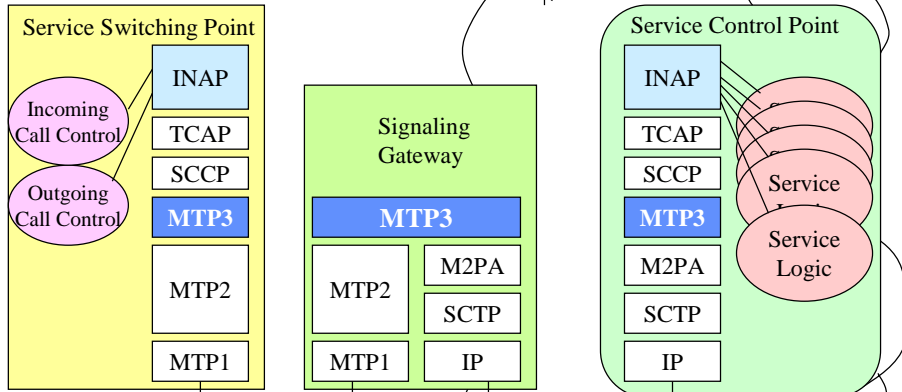 Service Switching Point
INAP
Incoming
Call Control
TCAP
SCCP
Outgoing
Call Control
MTP3
MTP2
MTP1
Signaling
Gateway
MTP3
MTP2
M2PA
SCTP
MTP1
IP
Service Control Point
INAP
TCAP
SCCP
MTP3
M2PA
SCTP
IP
Service
Service
Logic